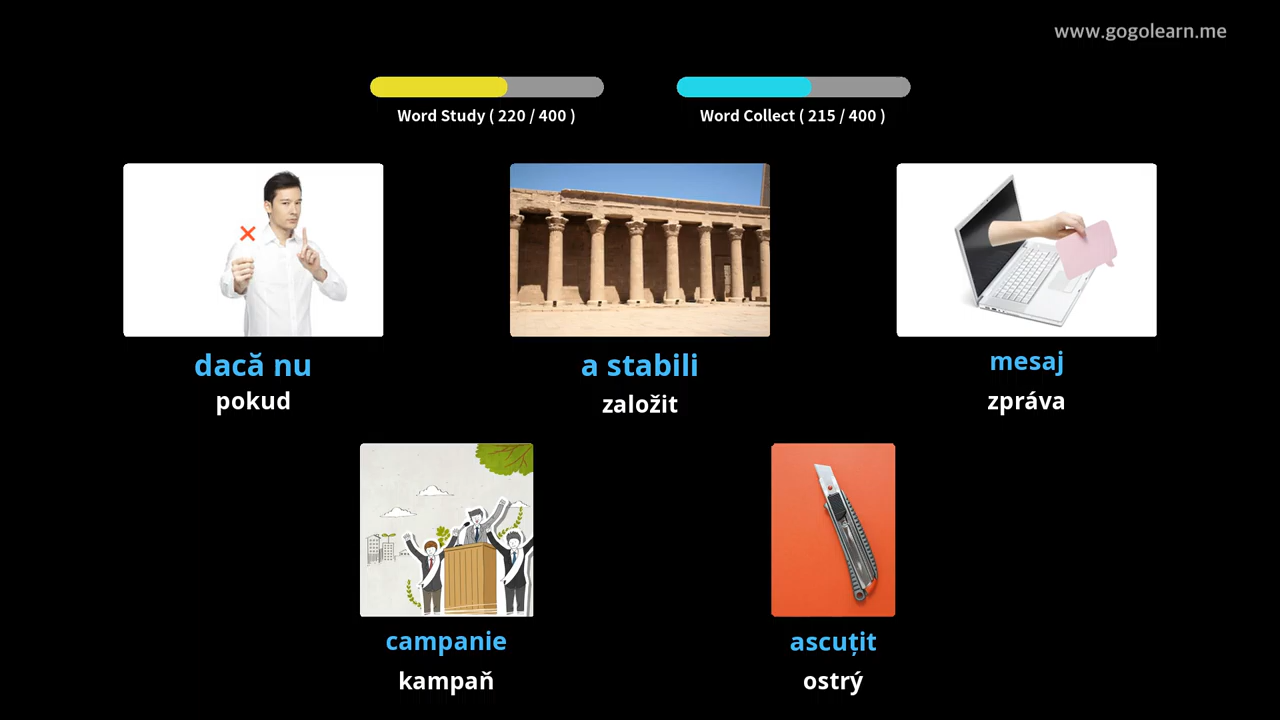 www.gogolearn.me
Word Study ( 220 / 400 )
Word Collect ( 215 / 400 )
dacă nu
pokud
a stabili
založit
mesaj
zpráva
campanie
kampaň
ascuțit
ostrý